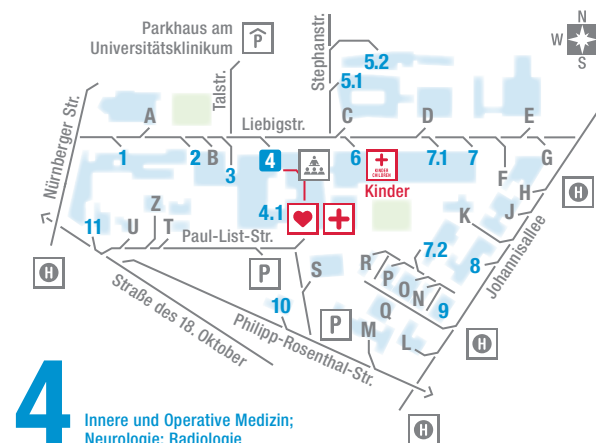 Parkhaus am
Universitätsklinikum
P
Stephanstr.
N
W
S
5.2
5.1
Talstr.
Nürnberger Str.
A
Liebigstr.
C
D
E
1
2
B
3
4
6
KINDER
CHILDREN
Kinder
7.1
7
F
G
H
J
K
H
4.1
11
U
Z
T
Paul-List-Str.
P
S
R
P
O
N
7.2
8
9
Johannisallee
H
Straße des 18. Oktober
10
Philipp-Rosenthal-Str.
P
M
Q
L
H
H
4
Innere und Operative Medizin;
Neurologie; Radiologie